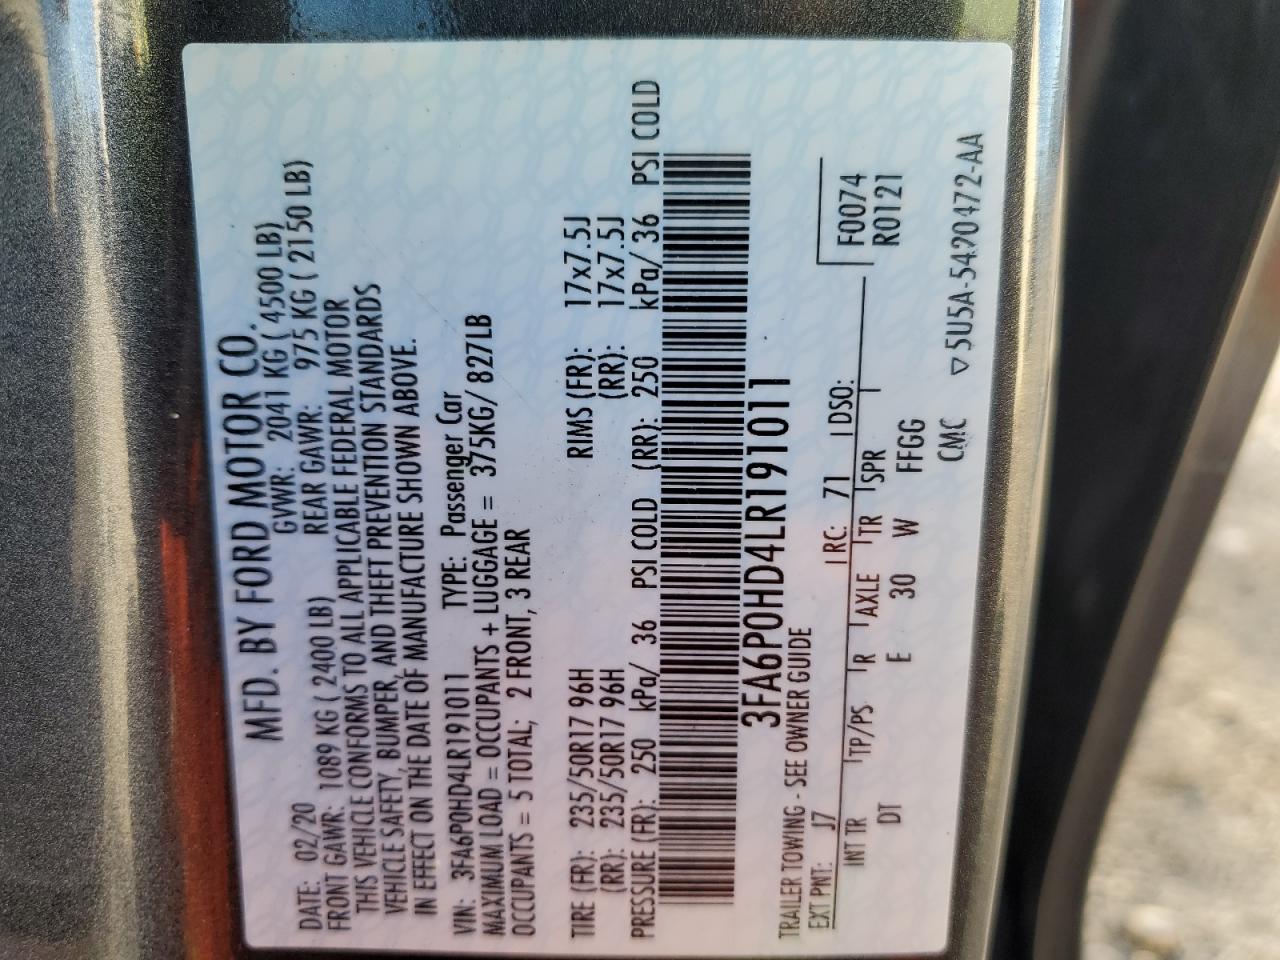 MFD. BY FORD MOTOR CO.
DATE: 02/20 GVWR: 2041 KG ( 4500 LB)
FRONT GAWR: 1089 KG ( 2400 LB) REAR GAWR: 975 KG ( 2150 LB)
THIS VEHICLE CONFORMS TO ALL APPLICABLE FEDERAL MOTOR
VEHICLE SAFETY, BUMPER, AND THEFT PREVENTION STANDARDS
IN EFFECT ON THE DATE OF MANUFACTURE SHOWN ABOVE.
VIN: 3FA6P0HD4LR191011 TYPE: Passenger Car
MAXIMUM LOAD = OCCUPANTS + LUGGAGE = 375KG/ 827LB
OCCUPANTS = 5 TOTAL; 2 FRONT, 3 REAR
TIRE (FR): 235/50R17 96H RIMS (FR): 17x7.5J
(RR): 235/50R17 96H (RR): 17x7.5J
PRESSURE (FR): 250 kPa/ 36 PSI COLD (RR): 250 kPa/ 36 PSI COLD
3FA6P0HD4LR191011
TRAILER TOWING - SEE OWNER GUIDE
EXT PNT: J7 RC: 71 DSO: F0074
R0121
INT TR TP/PS R AXLE TR SPR
DT E 30 W FFGG
CMC 5U5A-5420472-AA